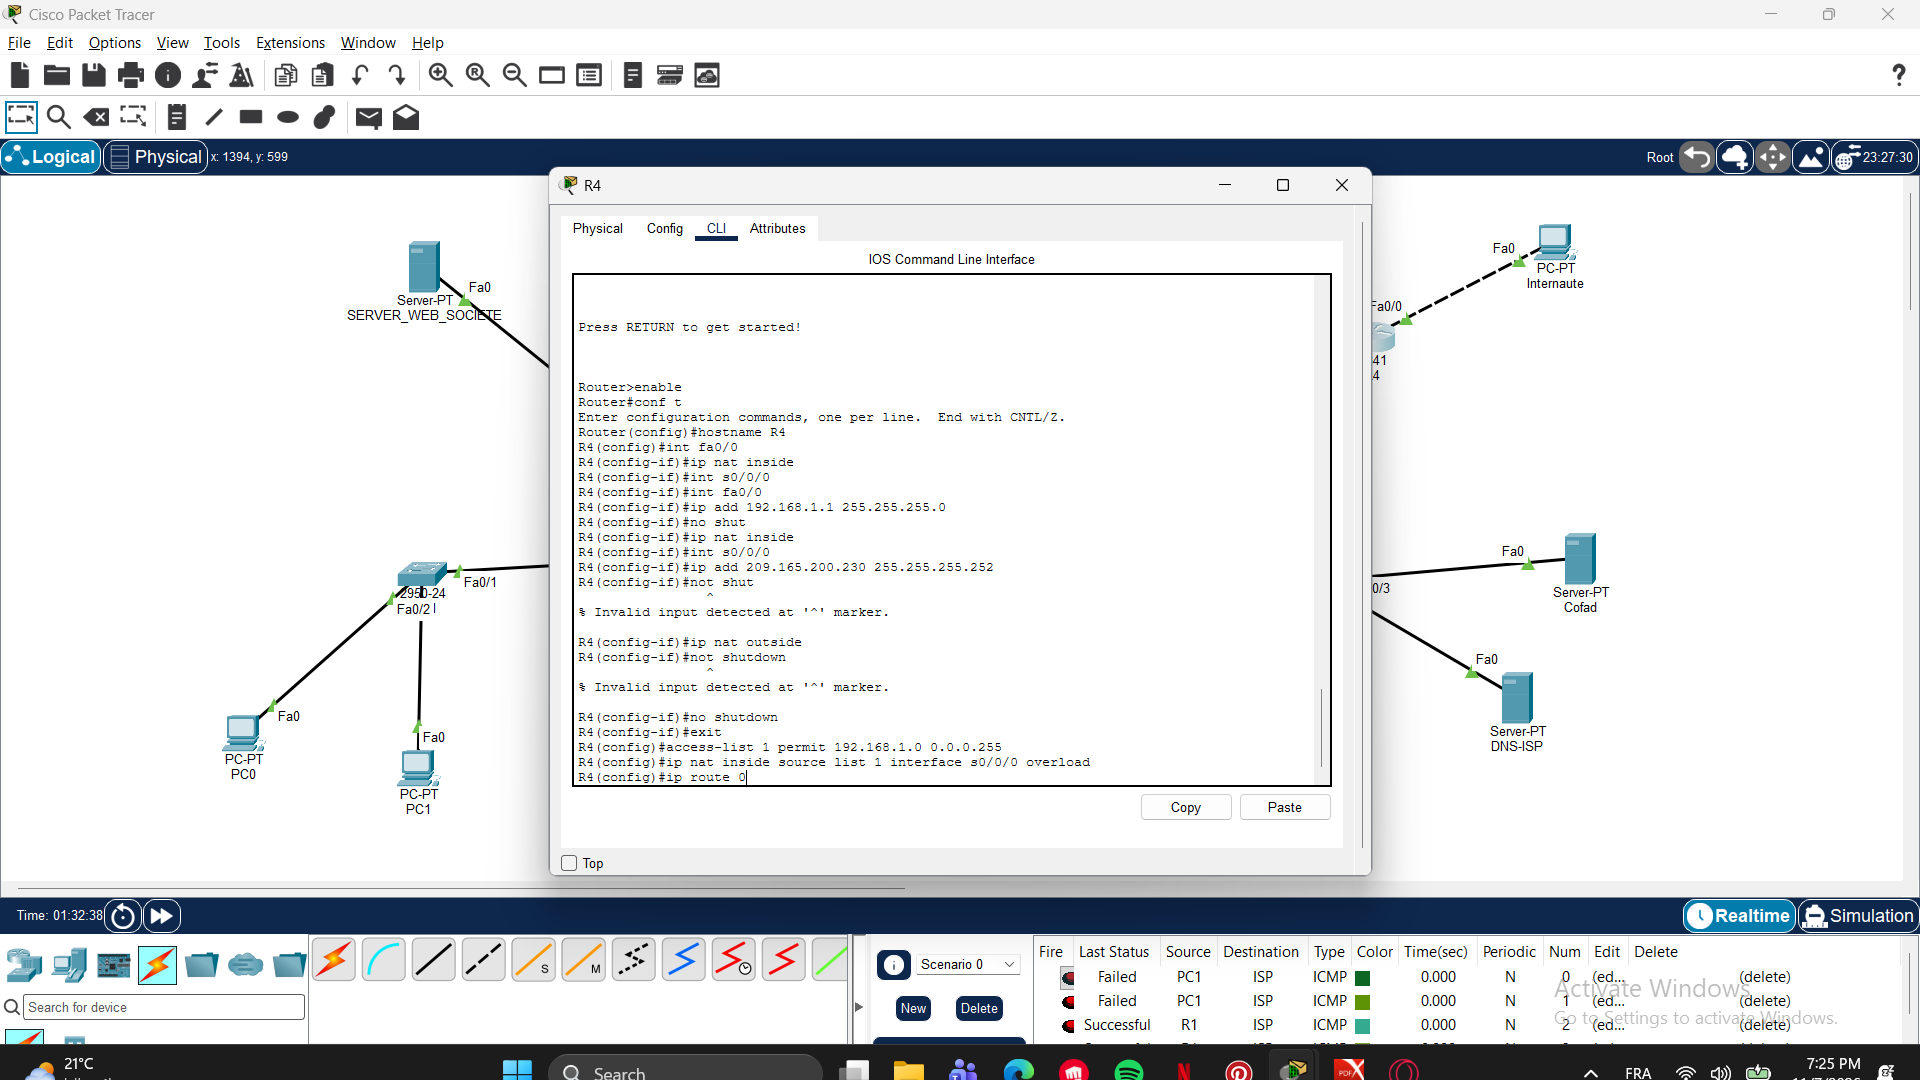 Cisco Packet Tracer
File Edit Options View Tools Extensions Window Help
Logical Physical x: 1394, y: 599 Root 23:27:30
R4
Physical Config CLI Attributes
IOS Command Line Interface
Press RETURN to get started!
Router>enable
Router#conf t
Enter configuration commands, one per line.  End with CNTL/Z.
Router(config)#hostname R4
R4(config)#int fa0/0
R4(config-if)#ip nat inside
R4(config-if)#int s0/0/0
R4(config-if)#int fa0/0
R4(config-if)#ip add 192.168.1.1 255.255.255.0
R4(config-if)#no shut
R4(config-if)#ip nat inside
R4(config-if)#int s0/0/0
R4(config-if)#ip add 209.165.200.230 255.255.255.252
R4(config-if)#not shut
^
% Invalid input detected at '^' marker.
R4(config-if)#ip nat outside
R4(config-if)#not shutdown
^
% Invalid input detected at '^' marker.
R4(config-if)#no shutdown
R4(config-if)#exit
R4(config)#access-list 1 permit 192.168.1.0 0.0.0.255
R4(config)#ip nat inside source list 1 interface s0/0/0 overload
R4(config)#ip route 0
Copy Paste
Top
Fa0
Server-PT
SERVER_WEB_SOCIETE
Fa0/1
2950-24
Fa0/2
Fa0
PC-PT
PC0
Fa0
PC-PT
PC1
Fa0
PC-PT
Internaute
Fa0/0
41
4
Fa0
0/3
Server-PT
Cofad
Fa0
Server-PT
DNS-ISP
Time: 01:32:38 Realtime Simulation
S M
Search for device
Scenario 0
New Delete
Fire Last Status Source Destination Type Color Time(sec) Periodic Num Edit Delete
Failed PC1 ISP ICMP 0.000 N 0 (ed... (delete)
Failed PC1 ISP ICMP 0.000 N 1 (ed... (delete)
Successful R1 ISP ICMP 0.000 N 2 (ed... (delete)
Activate Windows
Go to Settings to activate Windows.
21°C
Search
PDF
FRA
7:25 PM